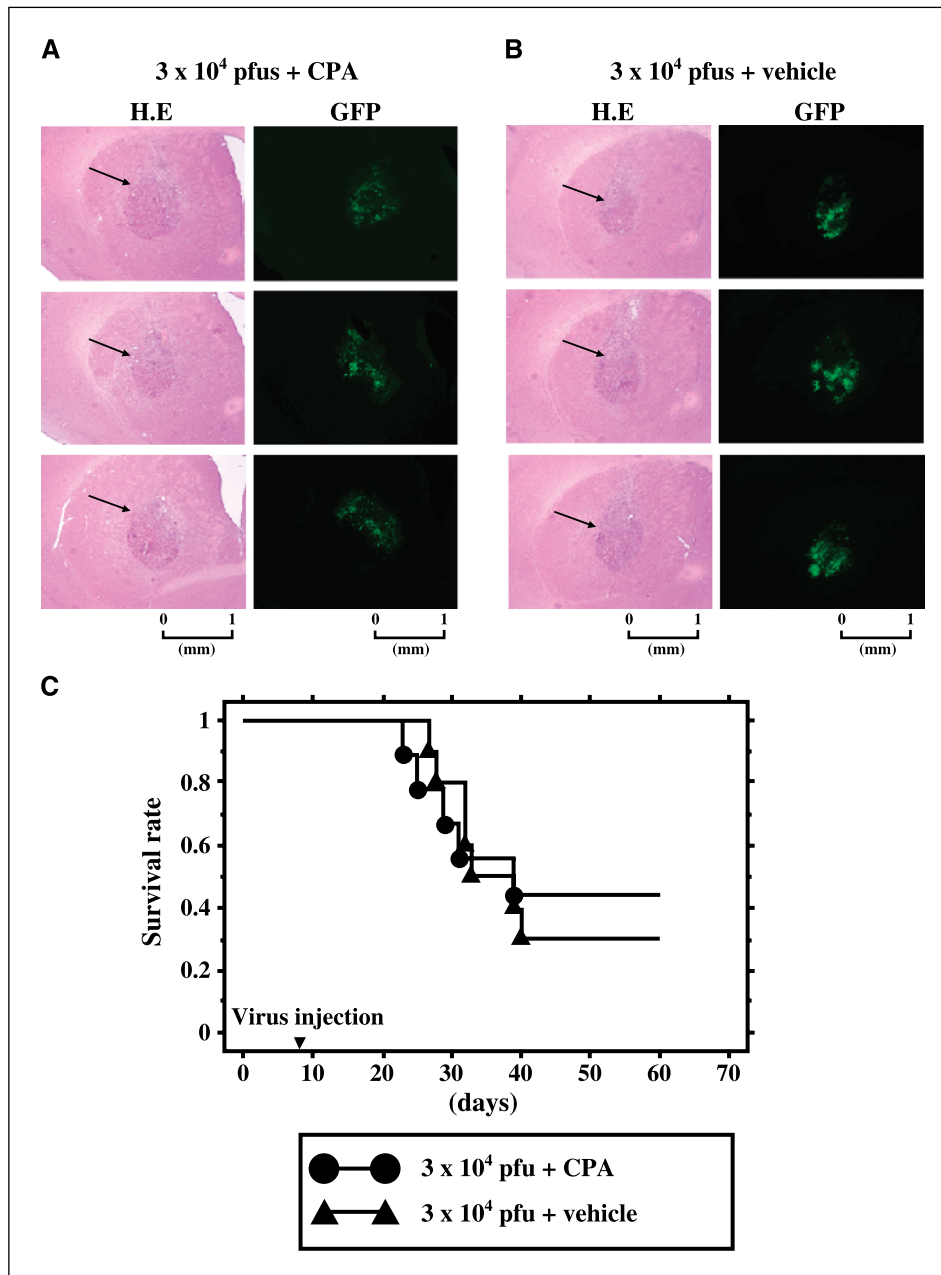 A
3 x 10⁴ pfus + CPA
H.E GFP
0 1
(mm)
0 1
(mm)
B
3 x 10⁴ pfus + vehicle
H.E GFP
0 1
(mm)
0 1
(mm)
C
Survival rate
1
0.8
0.6
0.4
0.2
0
Virus injection
0 10 20 30 40 50 60 70
(days)
3 x 10⁴ pfu + CPA
3 x 10⁴ pfu + vehicle